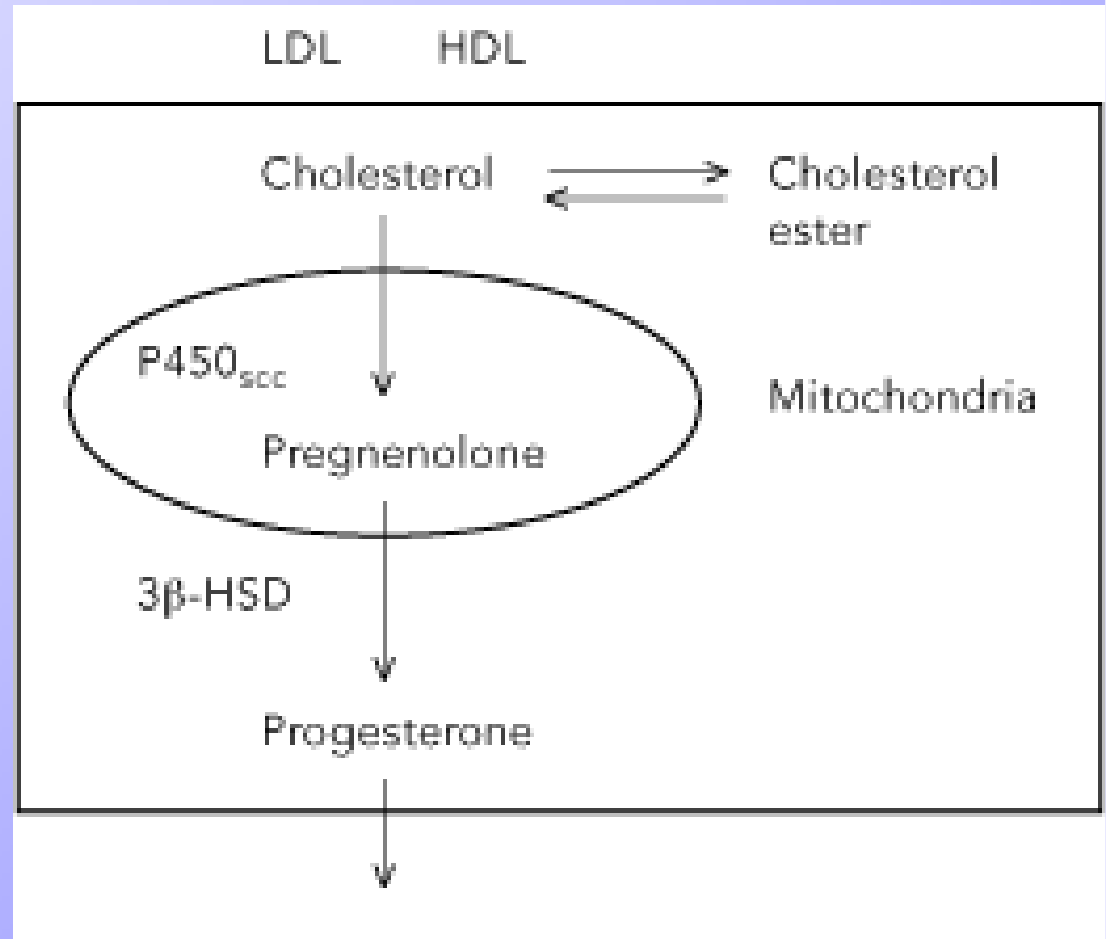 LDL HDL
Cholesterol Cholesterol
ester
P450scc
Mitochondria
Pregnenolone
3β-HSD
Progesterone